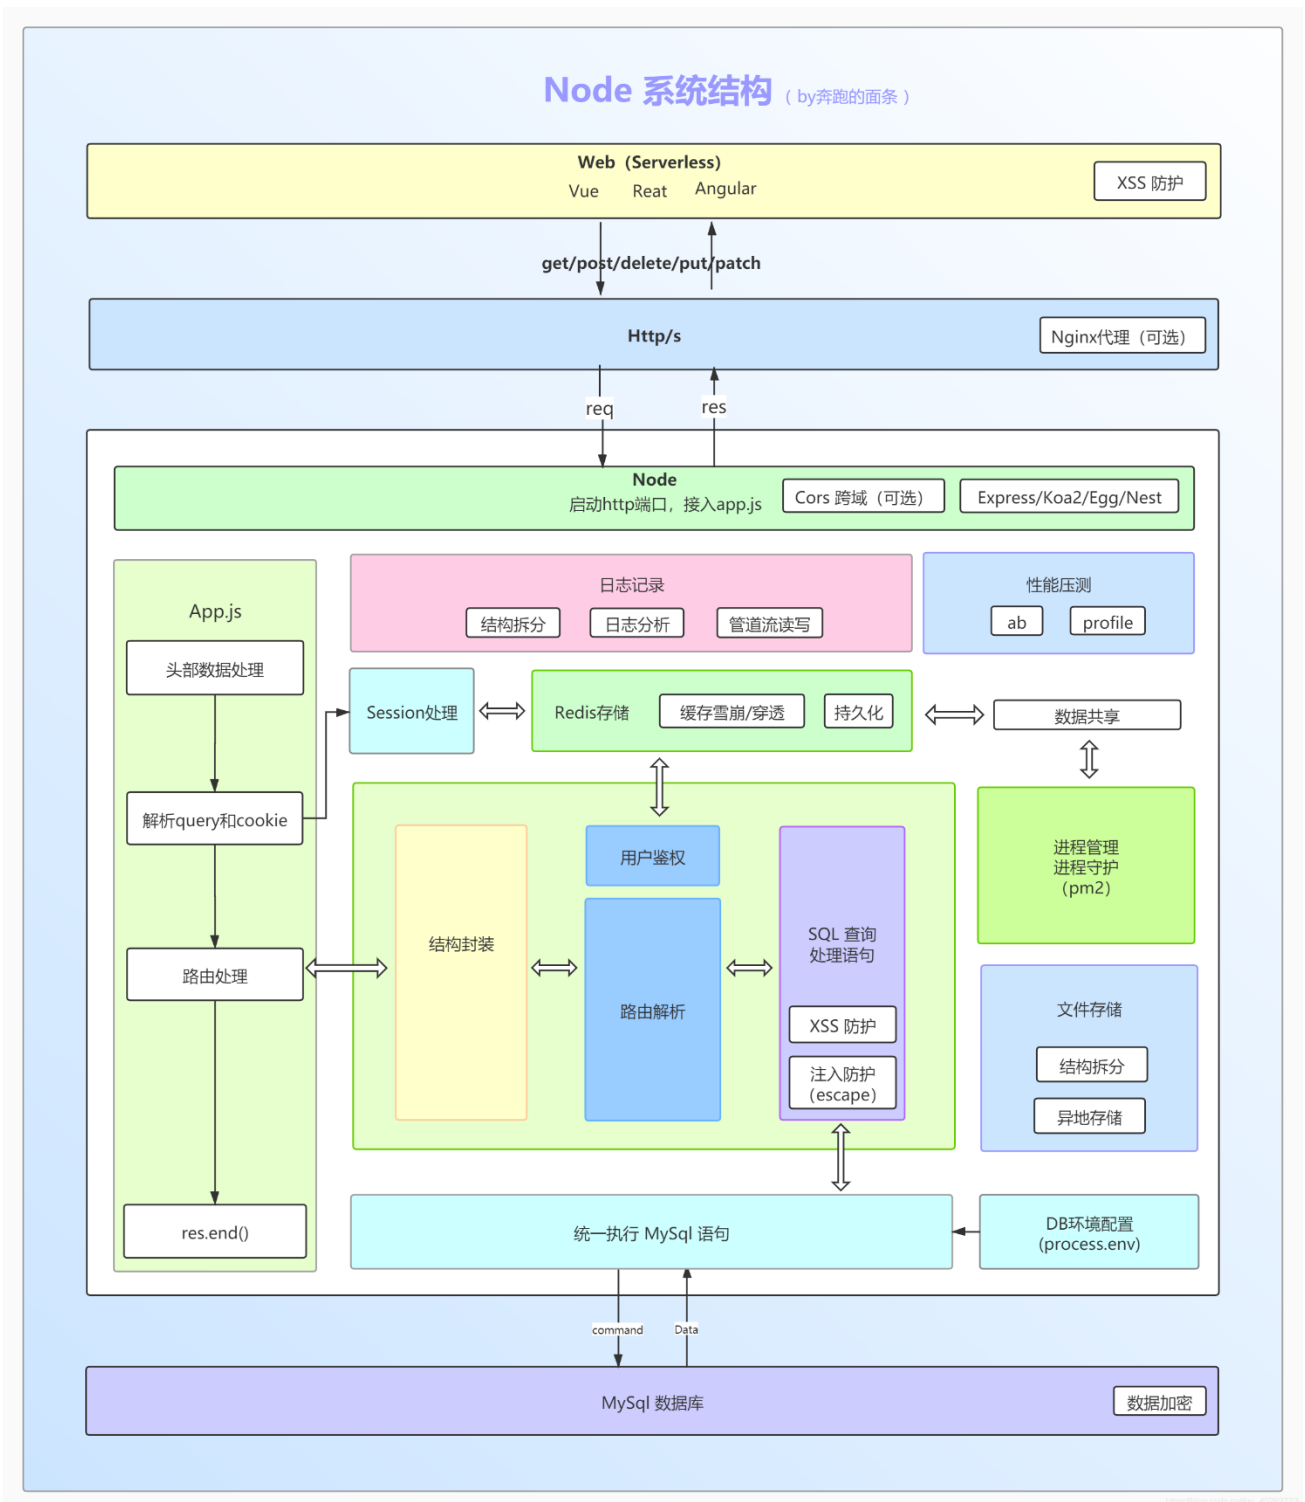 Node 系统结构 ( by奔跑的面条 )
Web（Serverless）
Vue Reat Angular
XSS 防护
get/post/delete/put/patch
Http/s
Nginx代理（可选）
req
res
Node
启动http端口，接入app.js
Cors 跨域（可选）
Express/Koa2/Egg/Nest
App.js
头部数据处理
解析query和cookie
路由处理
res.end()
日志记录
结构拆分
日志分析
管道流读写
性能压测
ab
profile
Session处理
Redis存储
缓存雪崩/穿透
持久化
数据共享
结构封装
用户鉴权
路由解析
SQL 查询
处理语句
XSS 防护
注入防护
（escape）
进程管理
进程守护
（pm2）
文件存储
结构拆分
异地存储
统一执行 MySql 语句
DB环境配置
(process.env)
command
Data
MySql 数据库
数据加密